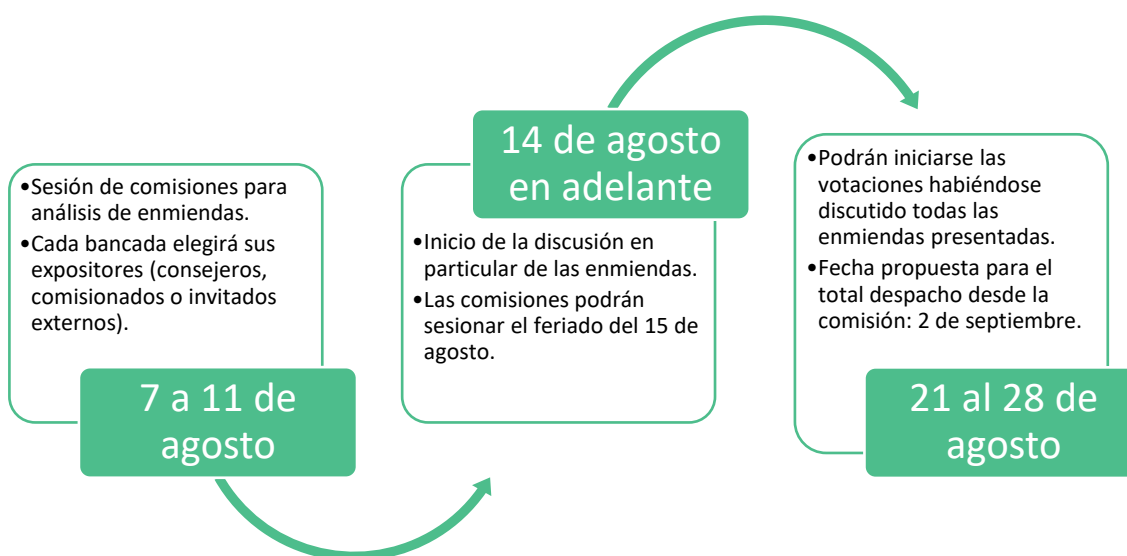 •Sesión de comisiones para
análisis de enmiendas.
•Cada bancada elegirá sus
expositores (consejeros,
comisionados o invitados
externos).
7 a 11 de
agosto
14 de agosto
en adelante
•Inicio de la discusión en
particular de las enmiendas.
•Las comisiones podrán
sesionar el feriado del 15 de
agosto.
•Podrán iniciarse las
votaciones habiéndose
discutido todas las
enmiendas presentadas.
•Fecha propuesta para el
total despacho desde la
comisión: 2 de septiembre.
21 al 28 de
agosto